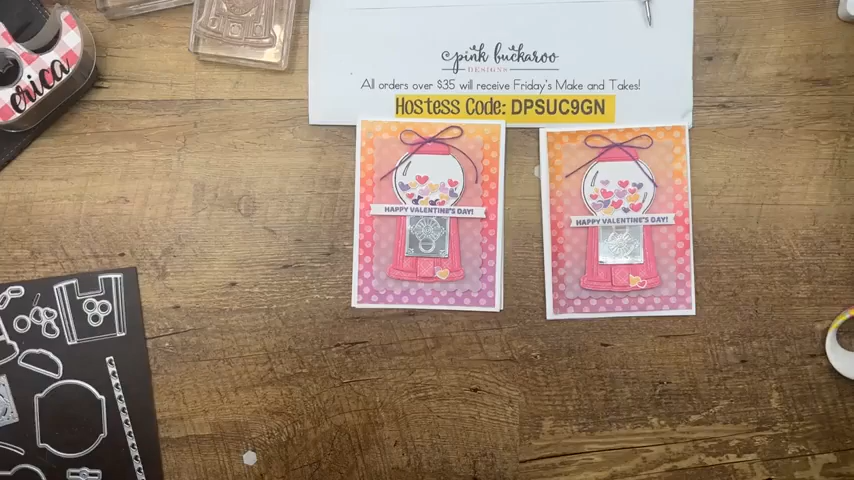 erica
pink buckaroo
DESIGNS
All orders over $35 will receive Friday's Make and Takes!
Hostess Code: DPSUC9GN
HAPPY VALENTINE'S DAY!
HAPPY VALENTINE'S DAY!